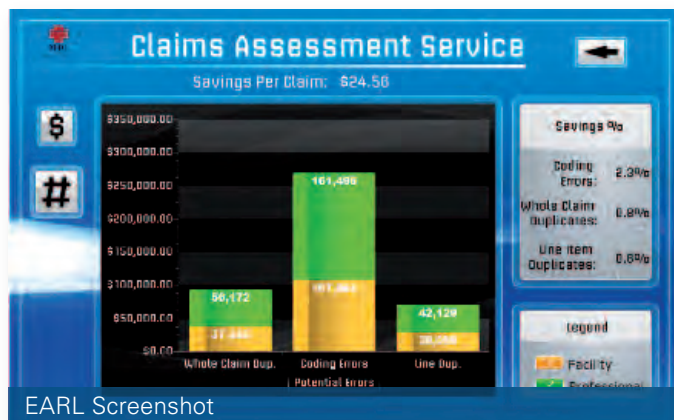 Claims Assessment Service
Savings Per Claim: $24.56
$
#
$350,000.00
$300,000.00
$250,000.00
$200,000.00
$150,000.00
$100,000.00
$50,000.00
$0.00
56,172
161,496
42,129
Whole Claim Dup.
Coding Errors
Line Dup.
Potential Errors
Savings %
Coding Errors: 2.3%
Whole Claim Duplicates: 0.8%
Line Item Duplicates: 0.6%
Legend
Facility
Professional
EARL Screenshot